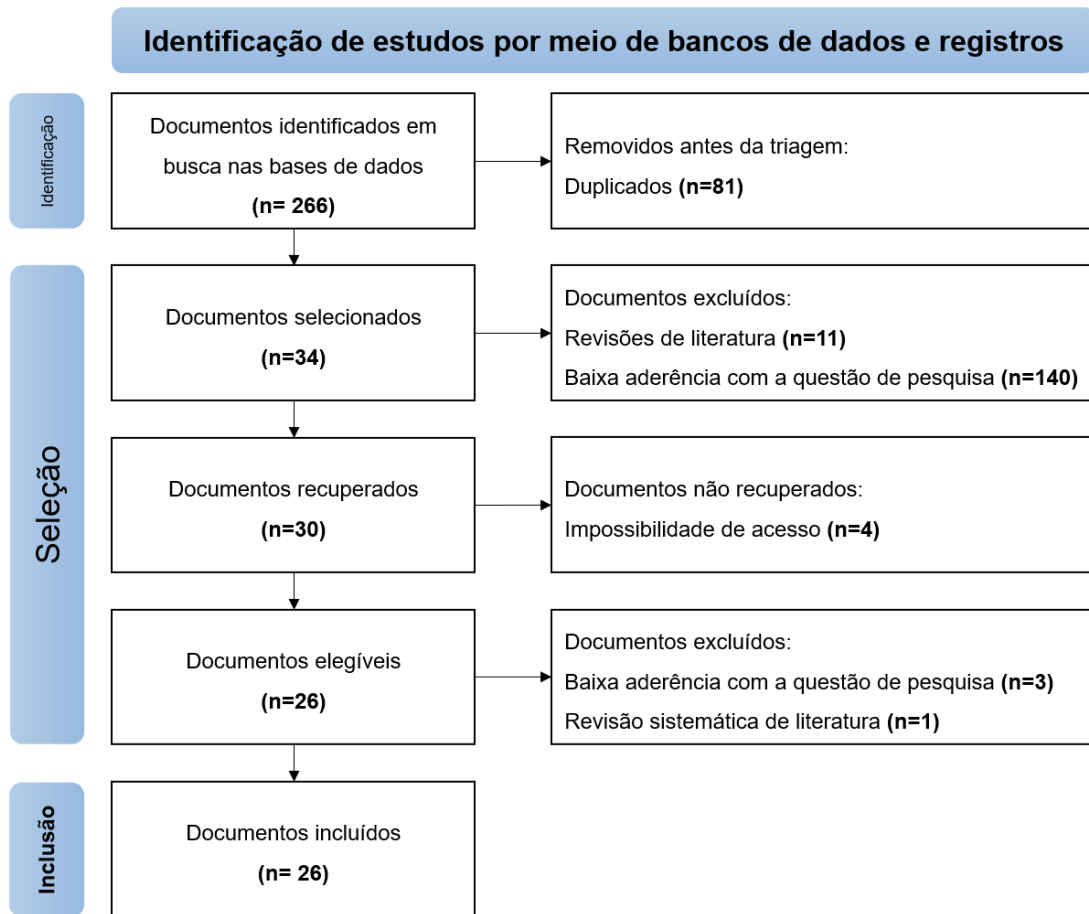 Identificação de estudos por meio de bancos de dados e registros
Identificação
Documentos identificados em
busca nas bases de dados
(n= 266)
Removidos antes da triagem:
Duplicados (n=81)
Seleção
Documentos selecionados
(n=34)
Documentos excluídos:
Revisões de literatura (n=11)
Baixa aderência com a questão de pesquisa (n=140)
Documentos recuperados
(n=30)
Documentos não recuperados:
Impossibilidade de acesso (n=4)
Documentos elegíveis
(n=26)
Documentos excluídos:
Baixa aderência com a questão de pesquisa (n=3)
Revisão sistemática de literatura (n=1)
Inclusão
Documentos incluídos
(n= 26)